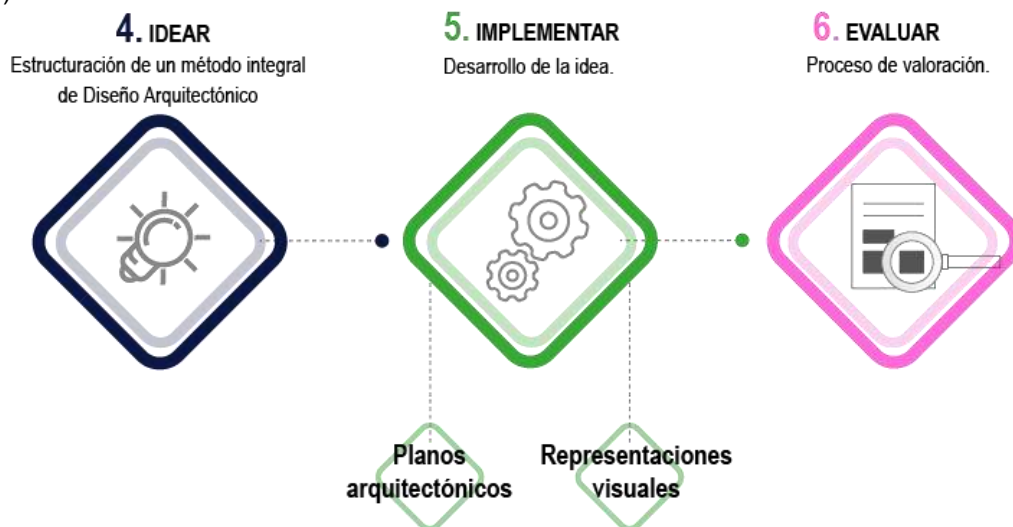 4. IDEAR
Estructuración de un método integral
de Diseño Arquitectónico
5. IMPLEMENTAR
Desarrollo de la idea.
6. EVALUAR
Proceso de valoración.
Planos
arquitectónicos
Representaciones
visuales